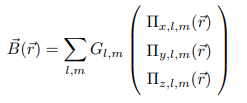 $$\vec{B}(\vec{r}) = \sum_{l,m} G_{l,m} \begin{pmatrix} \Pi_{x,l,m}(\vec{r}) \\ \Pi_{y,l,m}(\vec{r}) \\ \Pi_{z,l,m}(\vec{r}) \end{pmatrix}$$